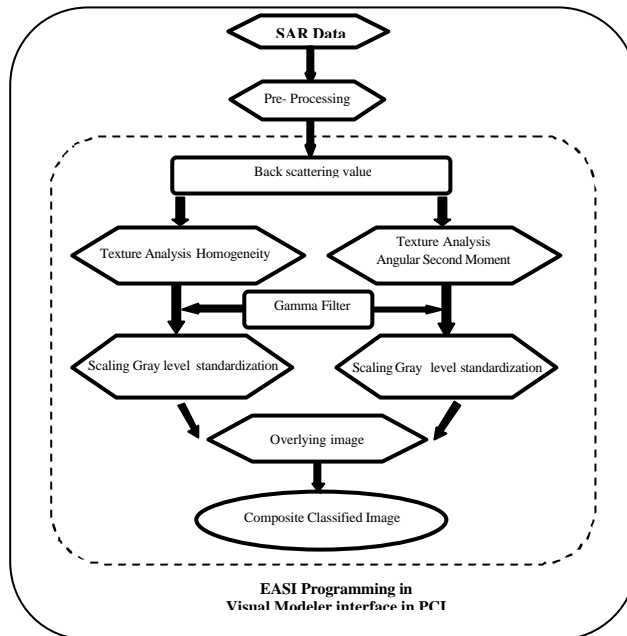 SAR Data
Pre- Processing
Back scattering value
Texture Analysis Homogeneity
Texture Analysis
Angular Second Moment
Gamma Filter
Scaling Gray level standardization
Scaling Gray level standardization
Overlying image
Composite Classified Image
EASI Programming in
Visual Modeler interface in PCI